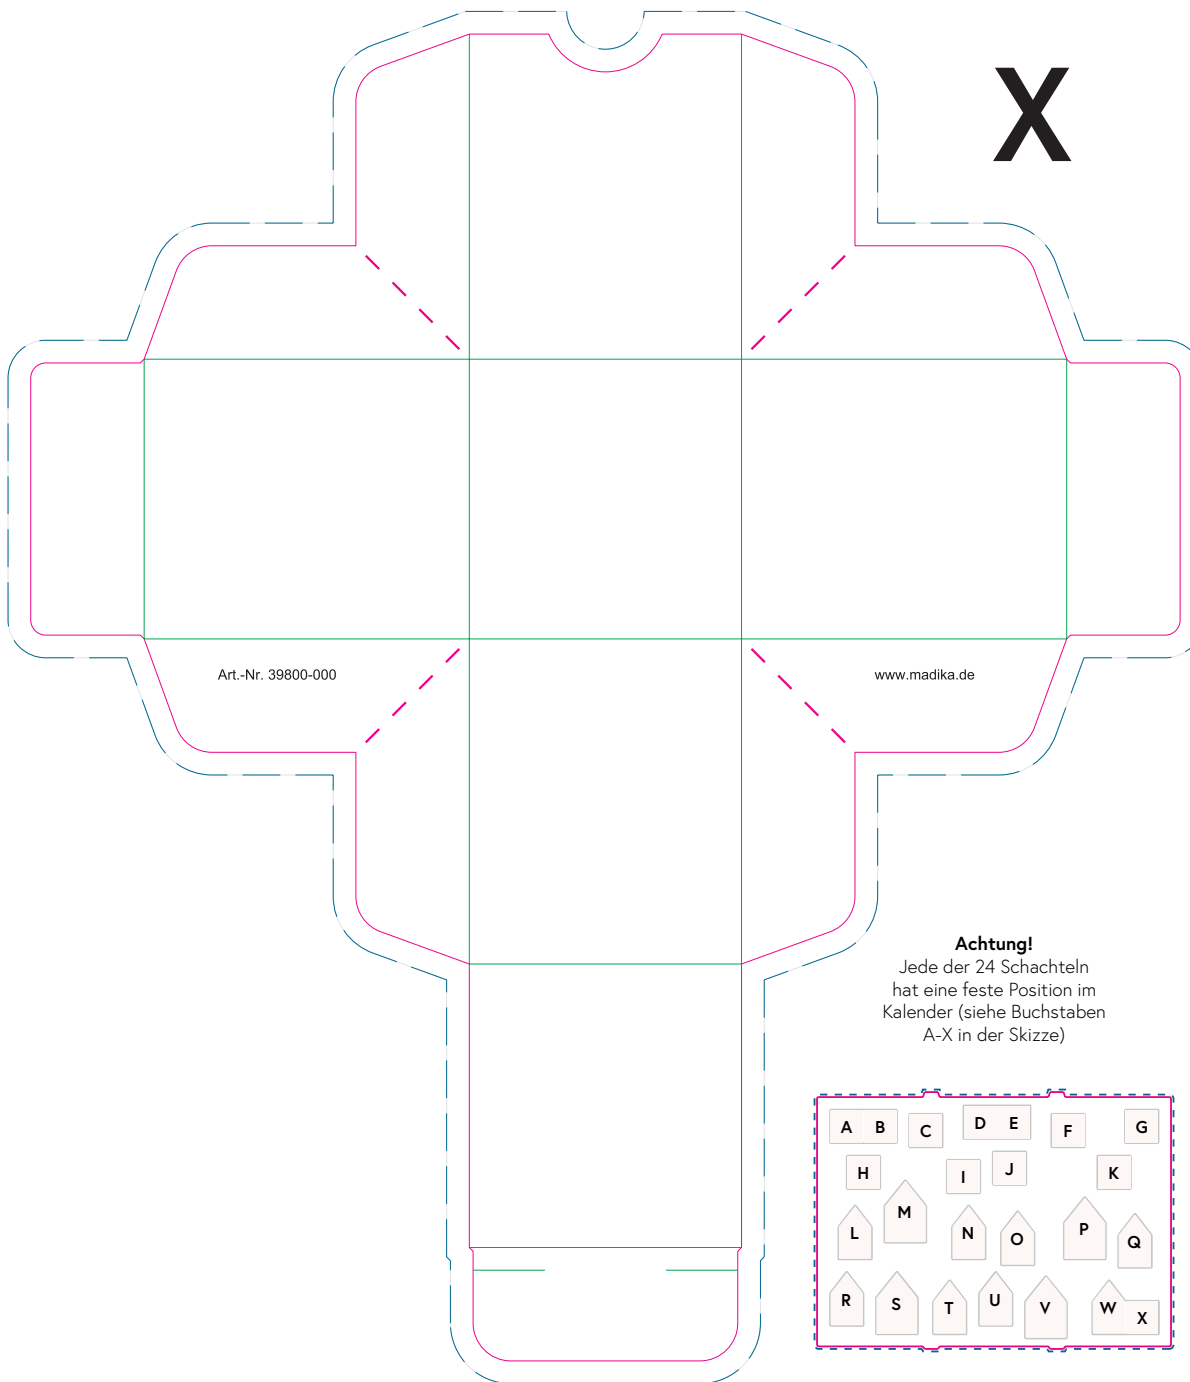 X
Art.-Nr. 39800-000
www.madika.de
Achtung!
Jede der 24 Schachteln
hat eine feste Position im
Kalender (siehe Buchstaben
A-X in der Skizze)
A B C D E F G
H I J K
L M N O P Q
R S T U V W X